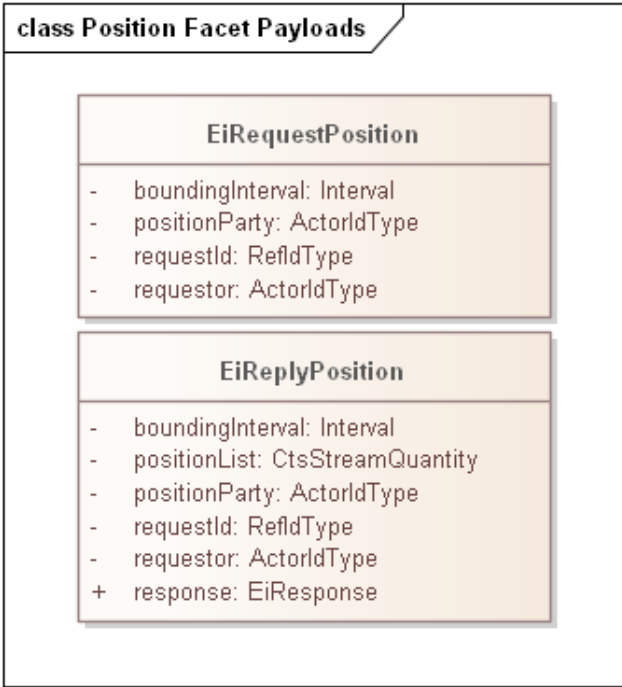 class Position Facet Payloads
EiRequestPosition
- boundingInterval: Interval
- positionParty: ActorIdType
- requestId: RefIdType
- requestor: ActorIdType
EiReplyPosition
- boundingInterval: Interval
- positionList: CtsStreamQuantity
- positionParty: ActorIdType
- requestId: RefIdType
- requestor: ActorIdType
+ response: EiResponse